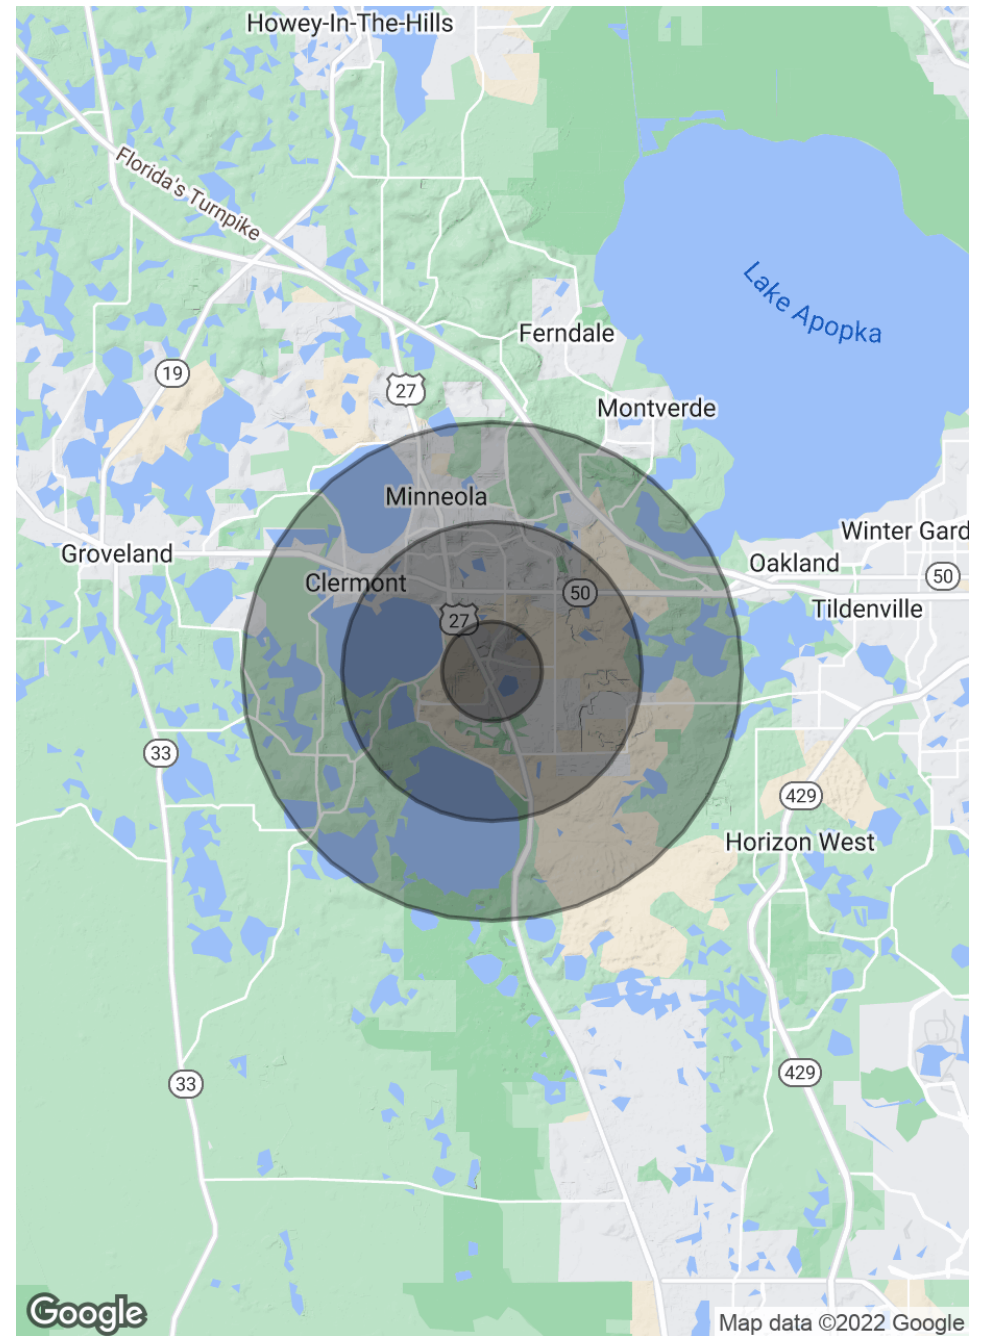 Howey-In-The-Hills
Florida's Turnpike
Lake Apopka
Ferndale
19
27
Montverde
Minneola
Winter Gard
Groveland
Oakland
Clermont
50
50
Tildenville
27
33
429
Horizon West
429
33
Google
Map data ©2022 Google